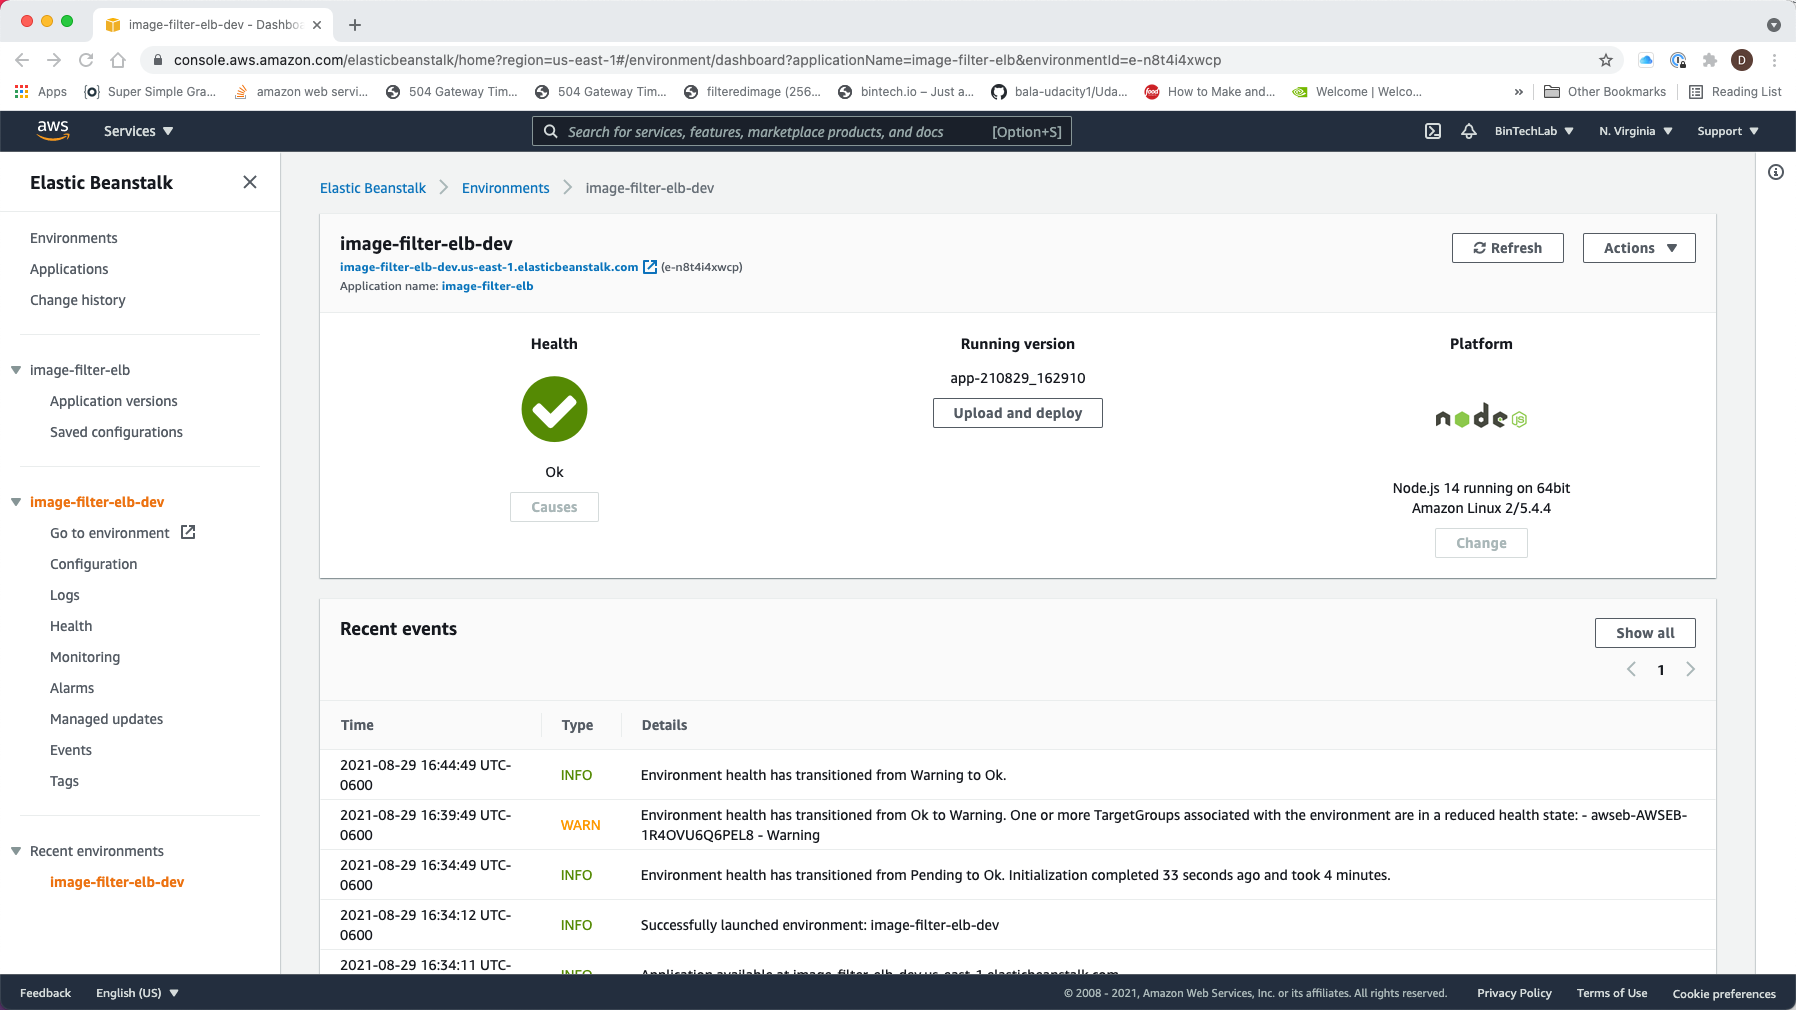 image-filter-elb-dev - Dashbo
console.aws.amazon.com/elasticbeanstalk/home?region=us-east-1#/environment/dashboard?applicationName=image-filter-elb&environmentId=e-n8t4i4xwcp
D
Apps
Super Simple Gra...
amazon web servi...
504 Gateway Tim...
504 Gateway Tim...
filteredimage (256...
bintech.io – Just a...
bala-udacity1/Uda...
food
How to Make and...
Welcome | Welco...
»
Other Bookmarks
Reading List
aws
Services
Search for services, features, marketplace products, and docs
[Option+S]
BinTechLab
N. Virginia
Support
Elastic Beanstalk
Environments
Applications
Change history
image-filter-elb
Application versions
Saved configurations
image-filter-elb-dev
Go to environment
Configuration
Logs
Health
Monitoring
Alarms
Managed updates
Events
Tags
Recent environments
image-filter-elb-dev
Elastic Beanstalk
Environments
image-filter-elb-dev
image-filter-elb-dev
image-filter-elb-dev.us-east-1.elasticbeanstalk.com (e-n8t4i4xwcp)
Application name: image-filter-elb
Refresh
Actions
Health
Ok
Causes
Running version
app-210829_162910
Upload and deploy
Platform
node
JS
Node.js 14 running on 64bit
Amazon Linux 2/5.4.4
Change
Recent events
Show all
1
Time
Type
Details
2021-08-29 16:44:49 UTC-
0600
INFO
Environment health has transitioned from Warning to Ok.
2021-08-29 16:39:49 UTC-
0600
WARN
Environment health has transitioned from Ok to Warning. One or more TargetGroups associated with the environment are in a reduced health state: - awseb-AWSEB-
1R4OVU6Q6PEL8 - Warning
2021-08-29 16:34:49 UTC-
0600
INFO
Environment health has transitioned from Pending to Ok. Initialization completed 33 seconds ago and took 4 minutes.
2021-08-29 16:34:12 UTC-
0600
INFO
Successfully launched environment: image-filter-elb-dev
2021-08-29 16:34:11 UTC-
INFO
Application available at image-filter-elb-dev.us-east-1.elasticbeanstalk.com.
Feedback
English (US)
© 2008 - 2021, Amazon Web Services, Inc. or its affiliates. All rights reserved.
Privacy Policy
Terms of Use
Cookie preferences